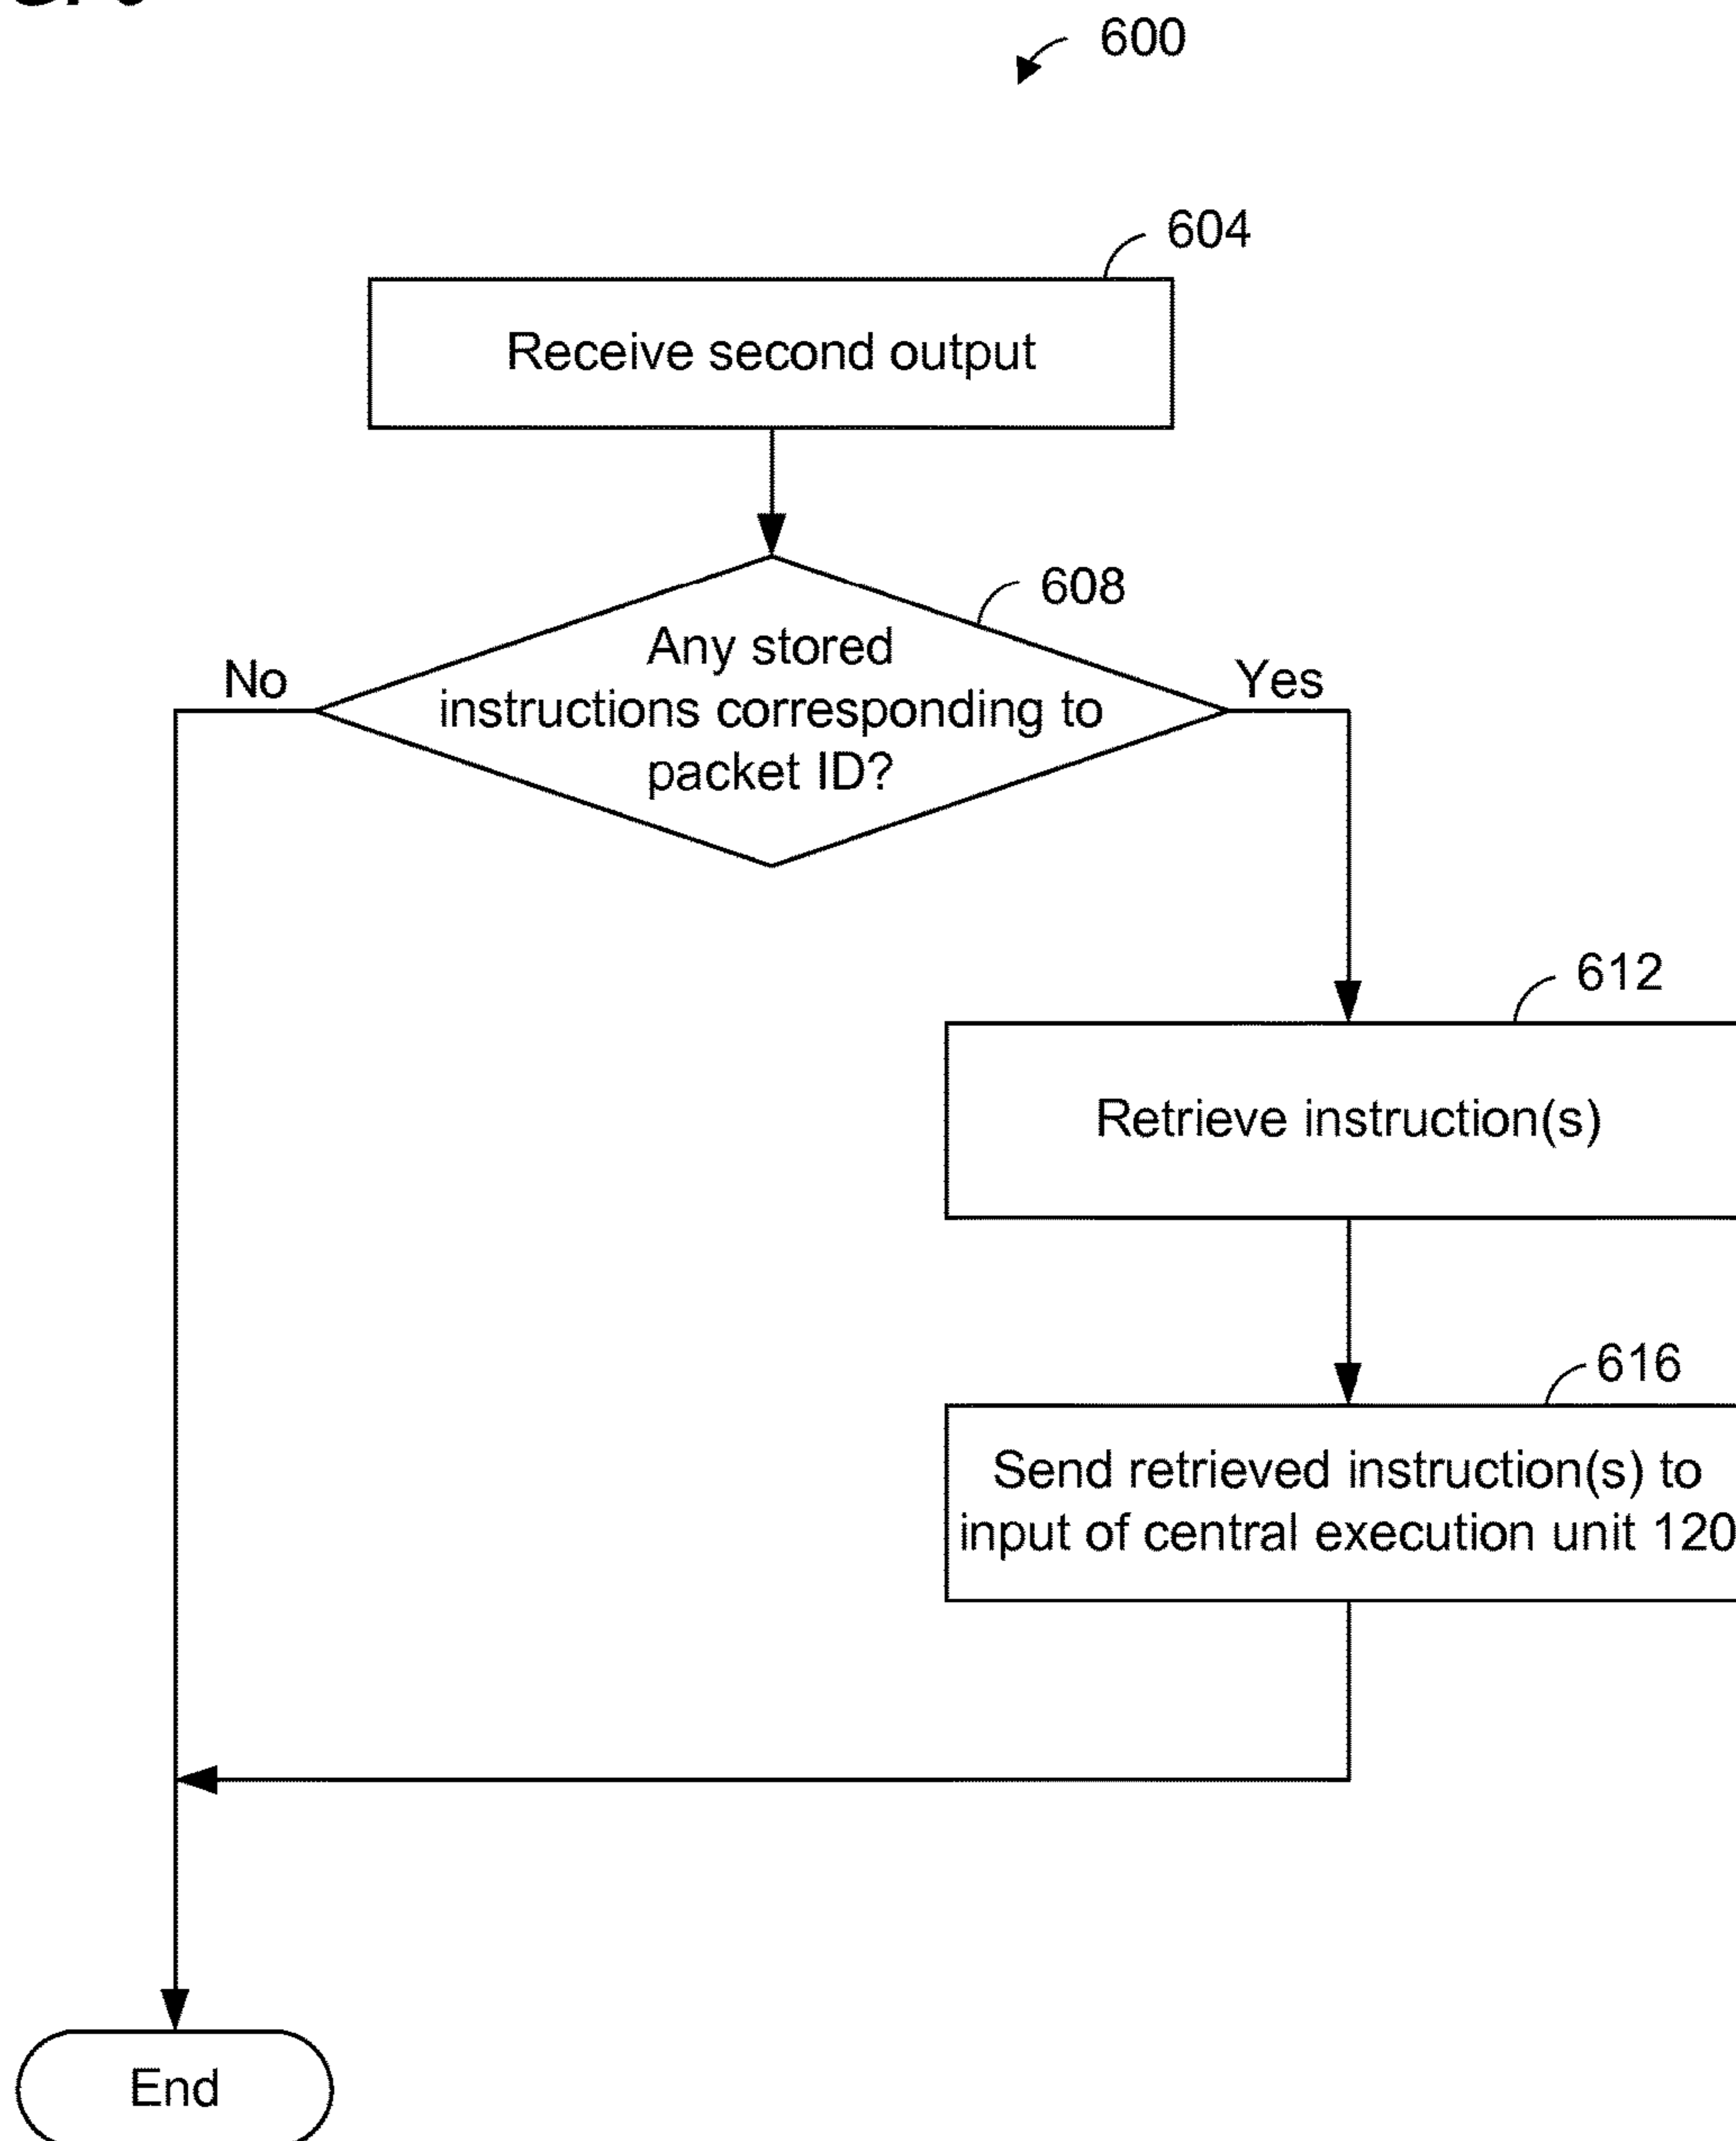 600
604
Receive second output
608
Any stored
instructions corresponding to
packet ID?
No
Yes
612
Retrieve instruction(s)
616
Send retrieved instruction(s) to
input of central execution unit 120
End